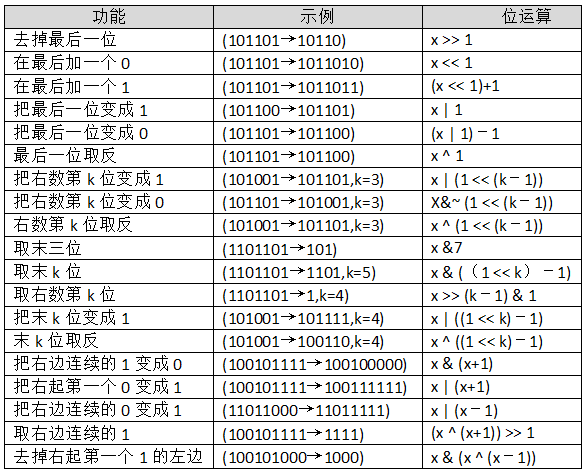 功能 示例 位运算
去掉最后一位 (101101→10110) x >> 1
在最后加一个 0 (101101→1011010) x << 1
在最后加一个 1 (101101→1011011) (x << 1)+1
把最后一位变成 1 (101100→101101) x | 1
把最后一位变成 0 (101101→101100) (x | 1)－1
最后一位取反 (101101→101100) x ^ 1
把右数第 k 位变成 1 (101001→101101,k=3) x | (1 << (k－1))
把右数第 k 位变成 0 (101101→101001,k=3) X&~ (1 << (k－1))
右数第 k 位取反 (101001→101101,k=3) x ^ (1 << (k－1))
取末三位 (1101101→101) x &7
取末 k 位 (1101101→1101,k=5) x & (（1 << k）－1)
取右数第 k 位 (1101101→1,k=4) x >> (k－1) & 1
把末 k 位变成 1 (101001→101111,k=4) x | ((1 << k)－1)
末 k 位取反 (101001→100110,k=4) x ^ ((1 << k)－1)
把右边连续的 1 变成 0 (100101111→100100000) x & (x+1)
把右起第一个 0 变成 1 (100101111→100111111) x | (x+1)
把右边连续的 0 变成 1 (11011000→11011111) x | (x－1)
取右边连续的 1 (100101111→1111) (x ^ (x+1)) >> 1
去掉右起第一个 1 的左边 (100101000→1000) x & (x ^ (x－1))